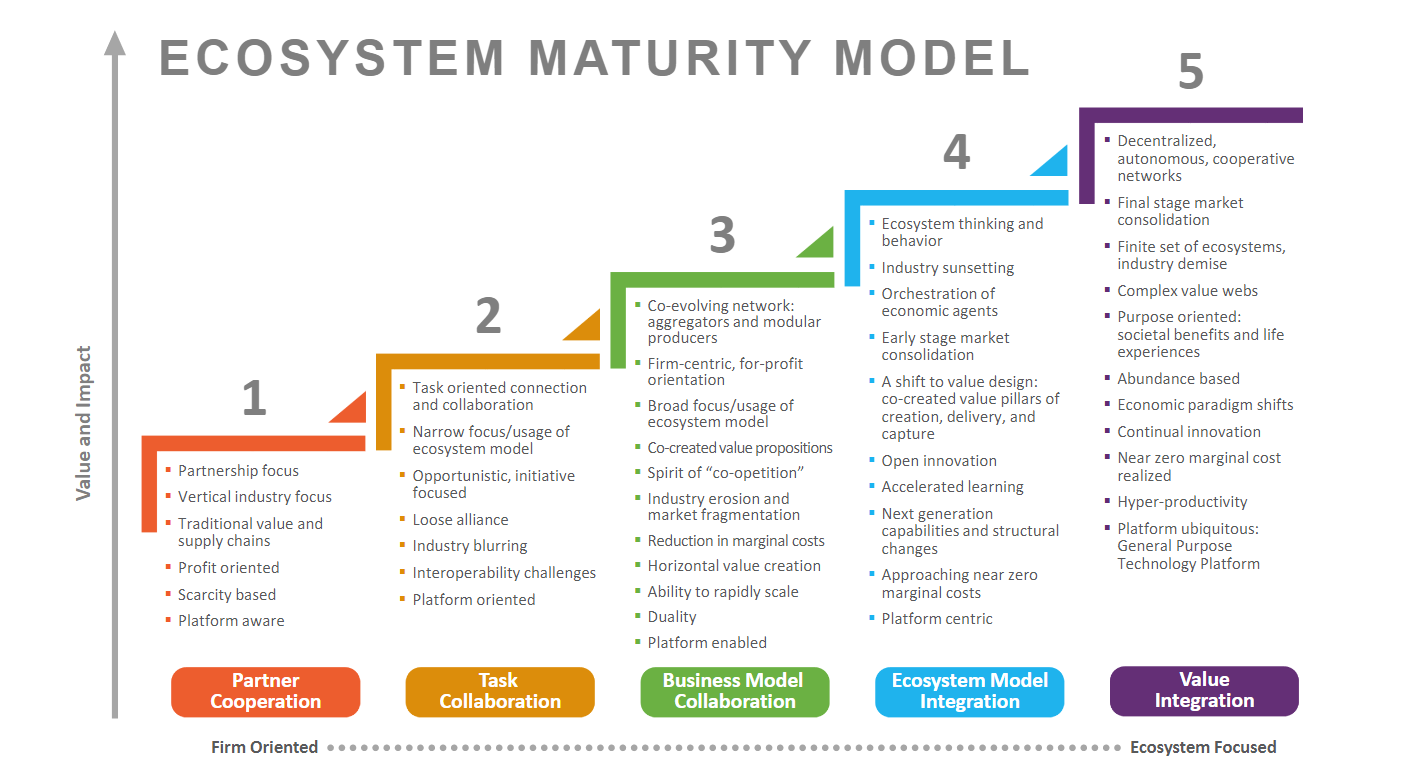 ECOSYSTEM MATURITY MODEL
Value and Impact
1
▪ Partnership focus
▪ Vertical industry focus
▪ Traditional value and
supply chains
▪ Profit oriented
▪ Scarcity based
▪ Platform aware
Partner
Cooperation
2
▪ Task oriented connection
and collaboration
▪ Narrow focus/usage of
ecosystem model
▪ Opportunistic, initiative
focused
▪ Loose alliance
▪ Industry blurring
▪ Interoperability challenges
▪ Platform oriented
Task
Collaboration
3
▪ Co-evolving network:
aggregators and modular
producers
▪ Firm-centric, for-profit
orientation
▪ Broad focus/usage of
ecosystem model
▪ Co-created value propositions
▪ Spirit of “co-opetition”
▪ Industry erosion and
market fragmentation
▪ Reduction in marginal costs
▪ Horizontal value creation
▪ Ability to rapidly scale
▪ Duality
▪ Platform enabled
Business Model
Collaboration
4
▪ Ecosystem thinking and
behavior
▪ Industry sunsetting
▪ Orchestration of
economic agents
▪ Early stage market
consolidation
▪ A shift to value design:
co-created value pillars of
creation, delivery, and
capture
▪ Open innovation
▪ Accelerated learning
▪ Next generation
capabilities and structural
changes
▪ Approaching near zero
marginal costs
▪ Platform centric
Ecosystem Model
Integration
5
▪ Decentralized,
autonomous, cooperative
networks
▪ Final stage market
consolidation
▪ Finite set of ecosystems,
industry demise
▪ Complex value webs
▪ Purpose oriented:
societal benefits and life
experiences
▪ Abundance based
▪ Economic paradigm shifts
▪ Continual innovation
▪ Near zero marginal cost
realized
▪ Hyper-productivity
▪ Platform ubiquitous:
General Purpose
Technology Platform
Value
Integration
Firm Oriented
Ecosystem Focused